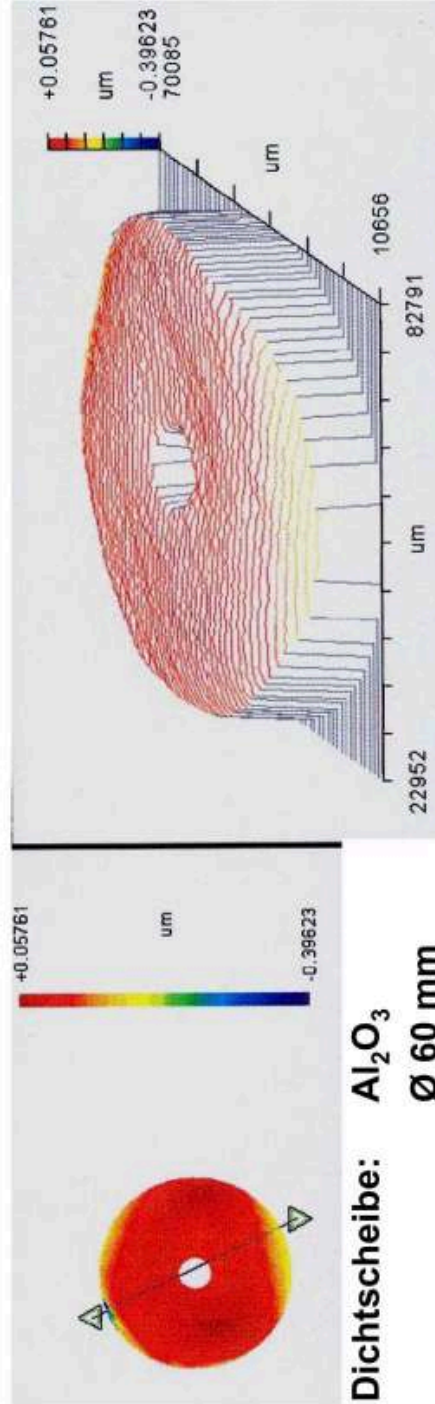 +0.05761
um
-0.39623
+0.05761
um
-0.39623
70085
um
10656
82791
um
22952
Dichtscheibe: Al₂O₃
Ø 60 mm